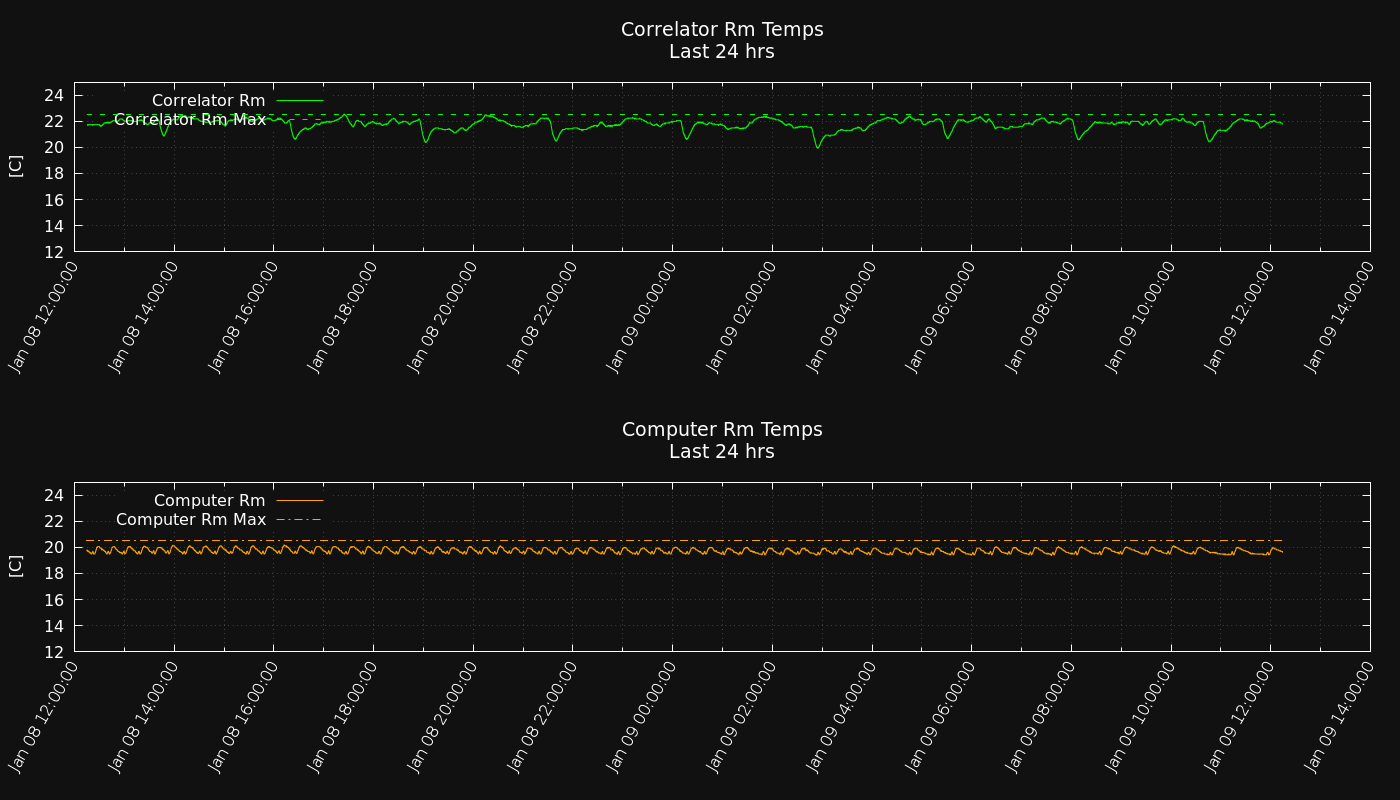 Correlator Rm Temps
Last 24 hrs
Correlator Rm
Correlator Rm Max
[C]
24
22
20
18
16
14
12
Jan 08 12:00:00
Jan 08 14:00:00
Jan 08 16:00:00
Jan 08 18:00:00
Jan 08 20:00:00
Jan 08 22:00:00
Jan 09 00:00:00
Jan 09 02:00:00
Jan 09 04:00:00
Jan 09 06:00:00
Jan 09 08:00:00
Jan 09 10:00:00
Jan 09 12:00:00
Jan 09 14:00:00
Computer Rm Temps
Last 24 hrs
Computer Rm
Computer Rm Max
[C]
24
22
20
18
16
14
12
Jan 08 12:00:00
Jan 08 14:00:00
Jan 08 16:00:00
Jan 08 18:00:00
Jan 08 20:00:00
Jan 08 22:00:00
Jan 09 00:00:00
Jan 09 02:00:00
Jan 09 04:00:00
Jan 09 06:00:00
Jan 09 08:00:00
Jan 09 10:00:00
Jan 09 12:00:00
Jan 09 14:00:00